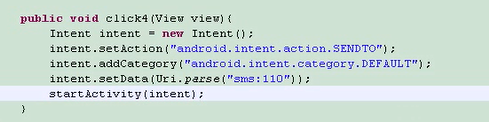 public void click4(View view){
Intent intent = new Intent();
intent.setAction("android.intent.action.SENDTO");
intent.addCategory("android.intent.category.DEFAULT");
intent.setData(Uri.parse("sms:110"));
startActivity(intent);
}